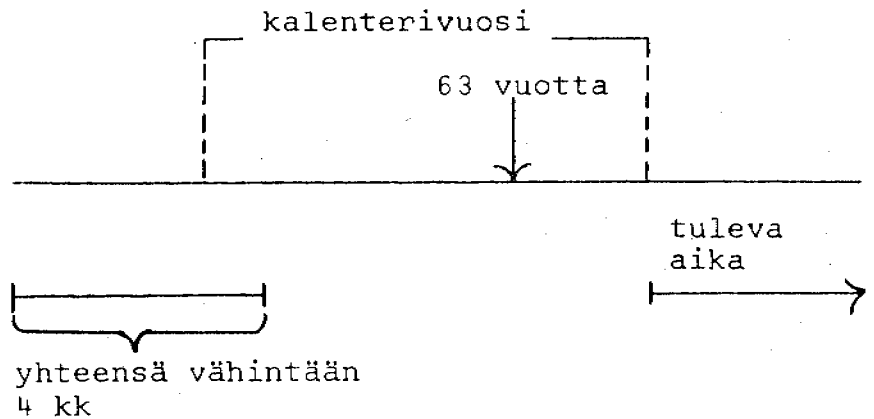 kalenterivuosi
63 vuotta
tuleva
aika
yhteensä vähintään
4 kk